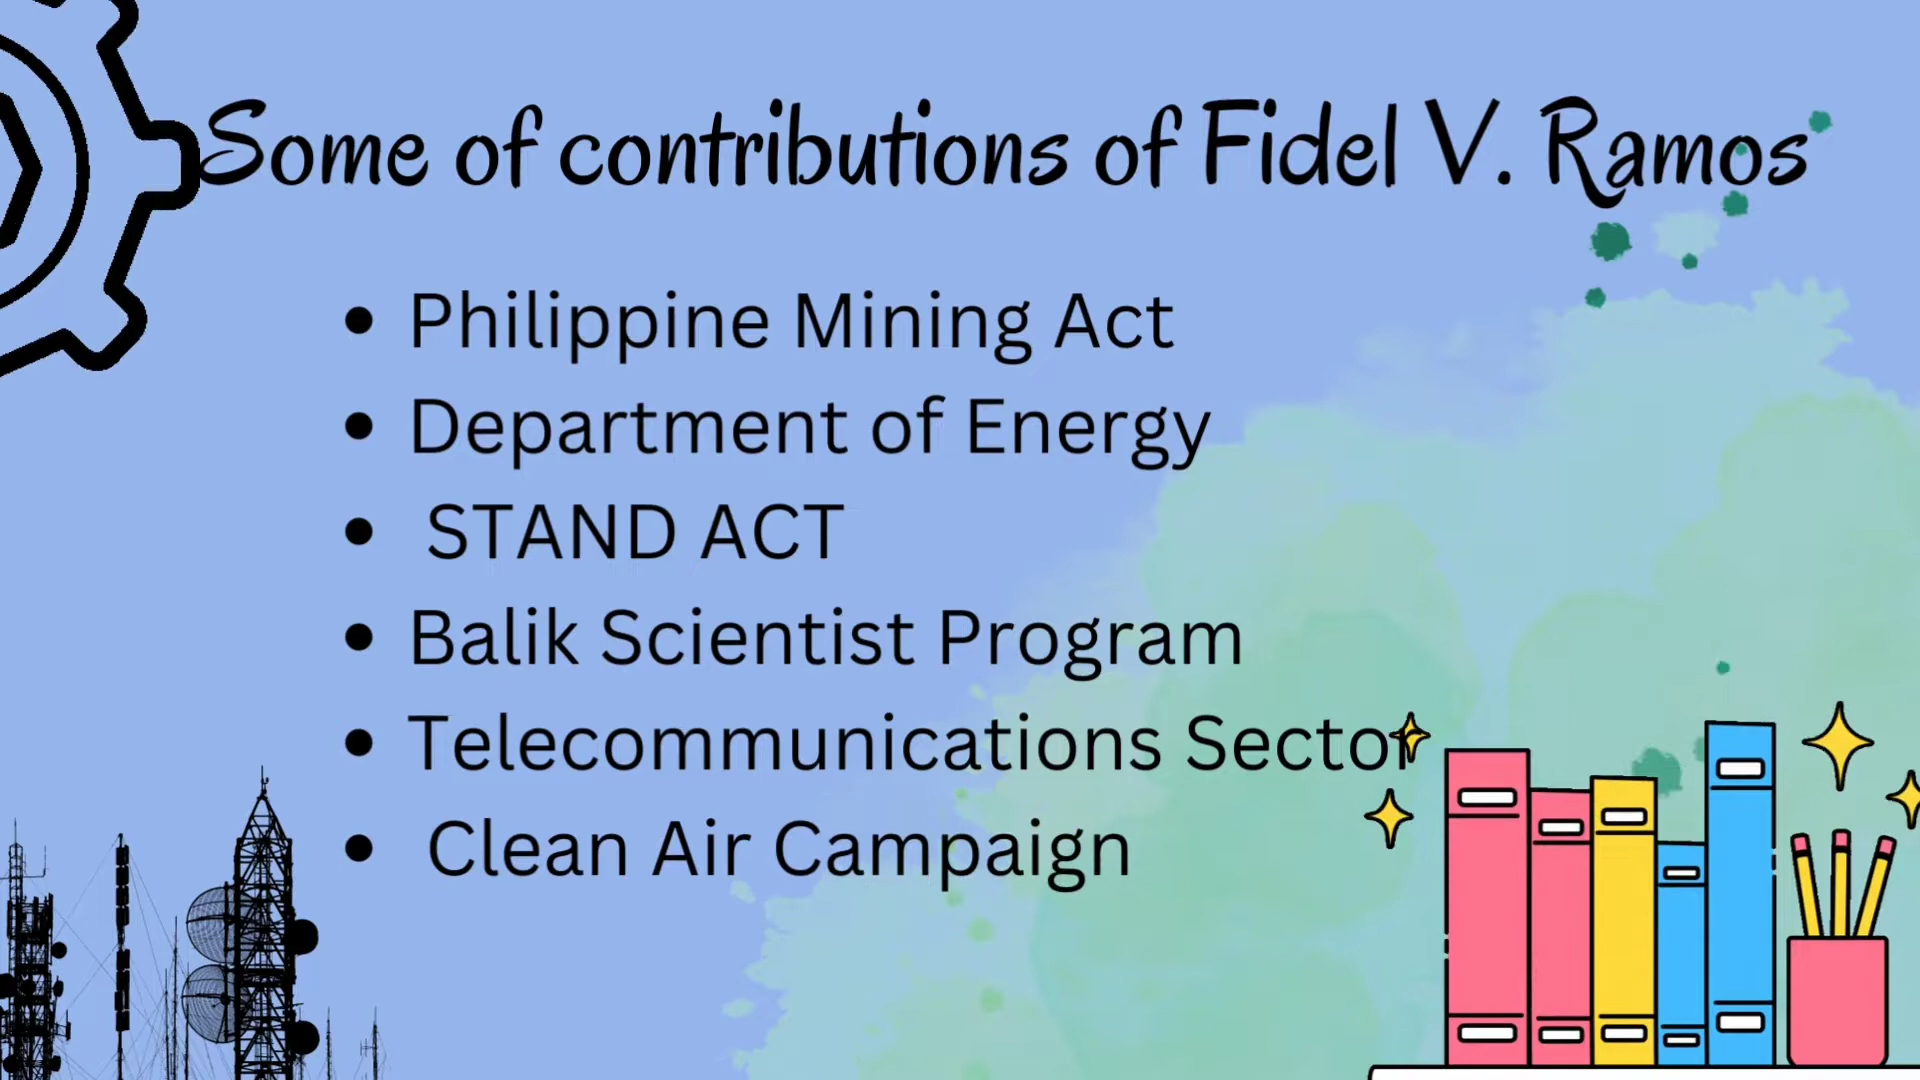 Some of contributions of Fidel V. Ramos
• Philippine Mining Act
• Department of Energy
• STAND ACT
• Balik Scientist Program
• Telecommunications Sector
• Clean Air Campaign